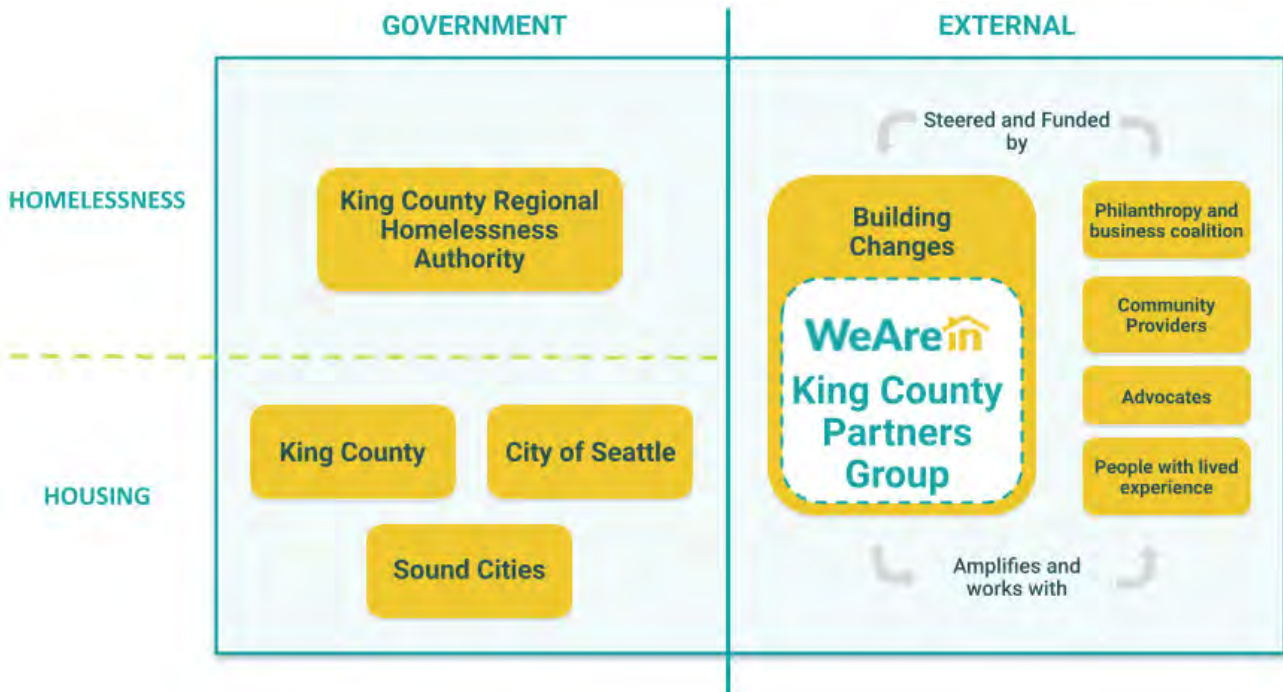 GOVERNMENT
EXTERNAL
HOMELESSNESS
HOUSING
King County Regional
Homelessness
Authority
King County
City of Seattle
Sound Cities
Steered and Funded
by
Building
Changes
WeArein
King County
Partners
Group
Philanthropy and
business coalition
Community
Providers
Advocates
People with lived
experience
Amplifies and
works with